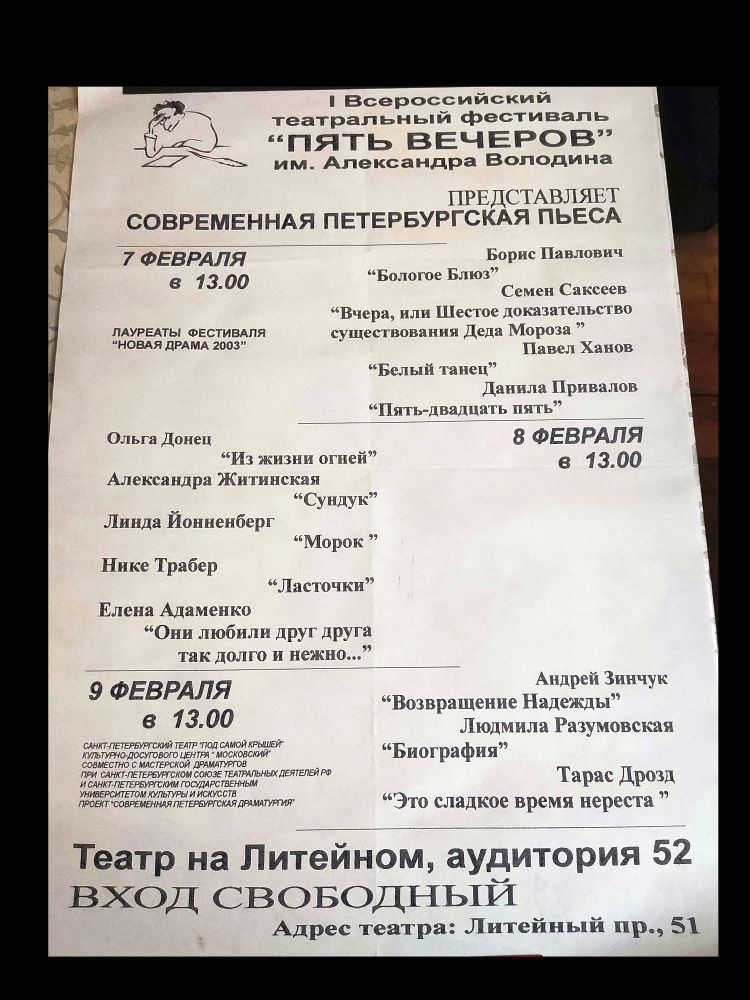 I Всероссийский
театральный фестиваль
"ПЯТЬ ВЕЧЕРОВ"
им. Александра Володина
ПРЕДСТАВЛЯЕТ
СОВРЕМЕННАЯ ПЕТЕРБУРГСКАЯ ПЬЕСА
7 ФЕВРАЛЯ
в 13.00
ЛАУРЕАТЫ ФЕСТИВАЛЯ
"НОВАЯ ДРАМА 2003"
Борис Павлович
"Бологое Блюз"
Семен Саксеев
"Вчера, или Шестое доказательство
существования Деда Мороза "
Павел Ханов
"Белый танец"
Данила Привалов
"Пять-двадцать пять"
8 ФЕВРАЛЯ
в 13.00
Ольга Донец
"Из жизни огней"
Александра Житинская
"Сундук"
Линда Йонненберг
"Морок "
Нике Трабер
"Ласточки"
Елена Адаменко
"Они любили друг друга
так долго и нежно..."
9 ФЕВРАЛЯ
в 13.00
САНКТ-ПЕТЕРБУРГСКИЙ ТЕАТР "ПОД САМОЙ КРЫШЕЙ"
КУЛЬТУРНО-ДОСУГОВОГО ЦЕНТРА " МОСКОВСКИЙ"
СОВМЕСТНО С МАСТЕРСКОЙ ДРАМАТУРГОВ
ПРИ САНКТ-ПЕТЕРБУРГСКОМ СОЮЗЕ ТЕАТРАЛЬНЫХ ДЕЯТЕЛЕЙ РФ
И САНКТ-ПЕТЕРБУРГСКИМ ГОСУДАРСТВЕННЫМ
УНИВЕРСИТЕТОМ КУЛЬТУРЫ И ИСКУССТВ
ПРОЕКТ "СОВРЕМЕННАЯ ПЕТЕРБУРГСКАЯ ДРАМАТУРГИЯ"
Андрей Зинчук
"Возвращение Надежды"
Людмила Разумовская
"Биография"
Тарас Дрозд
"Это сладкое время нереста "
Театр на Литейном, аудитория 52
ВХОД СВОБОДНЫЙ
Адрес театра: Литейный пр., 51